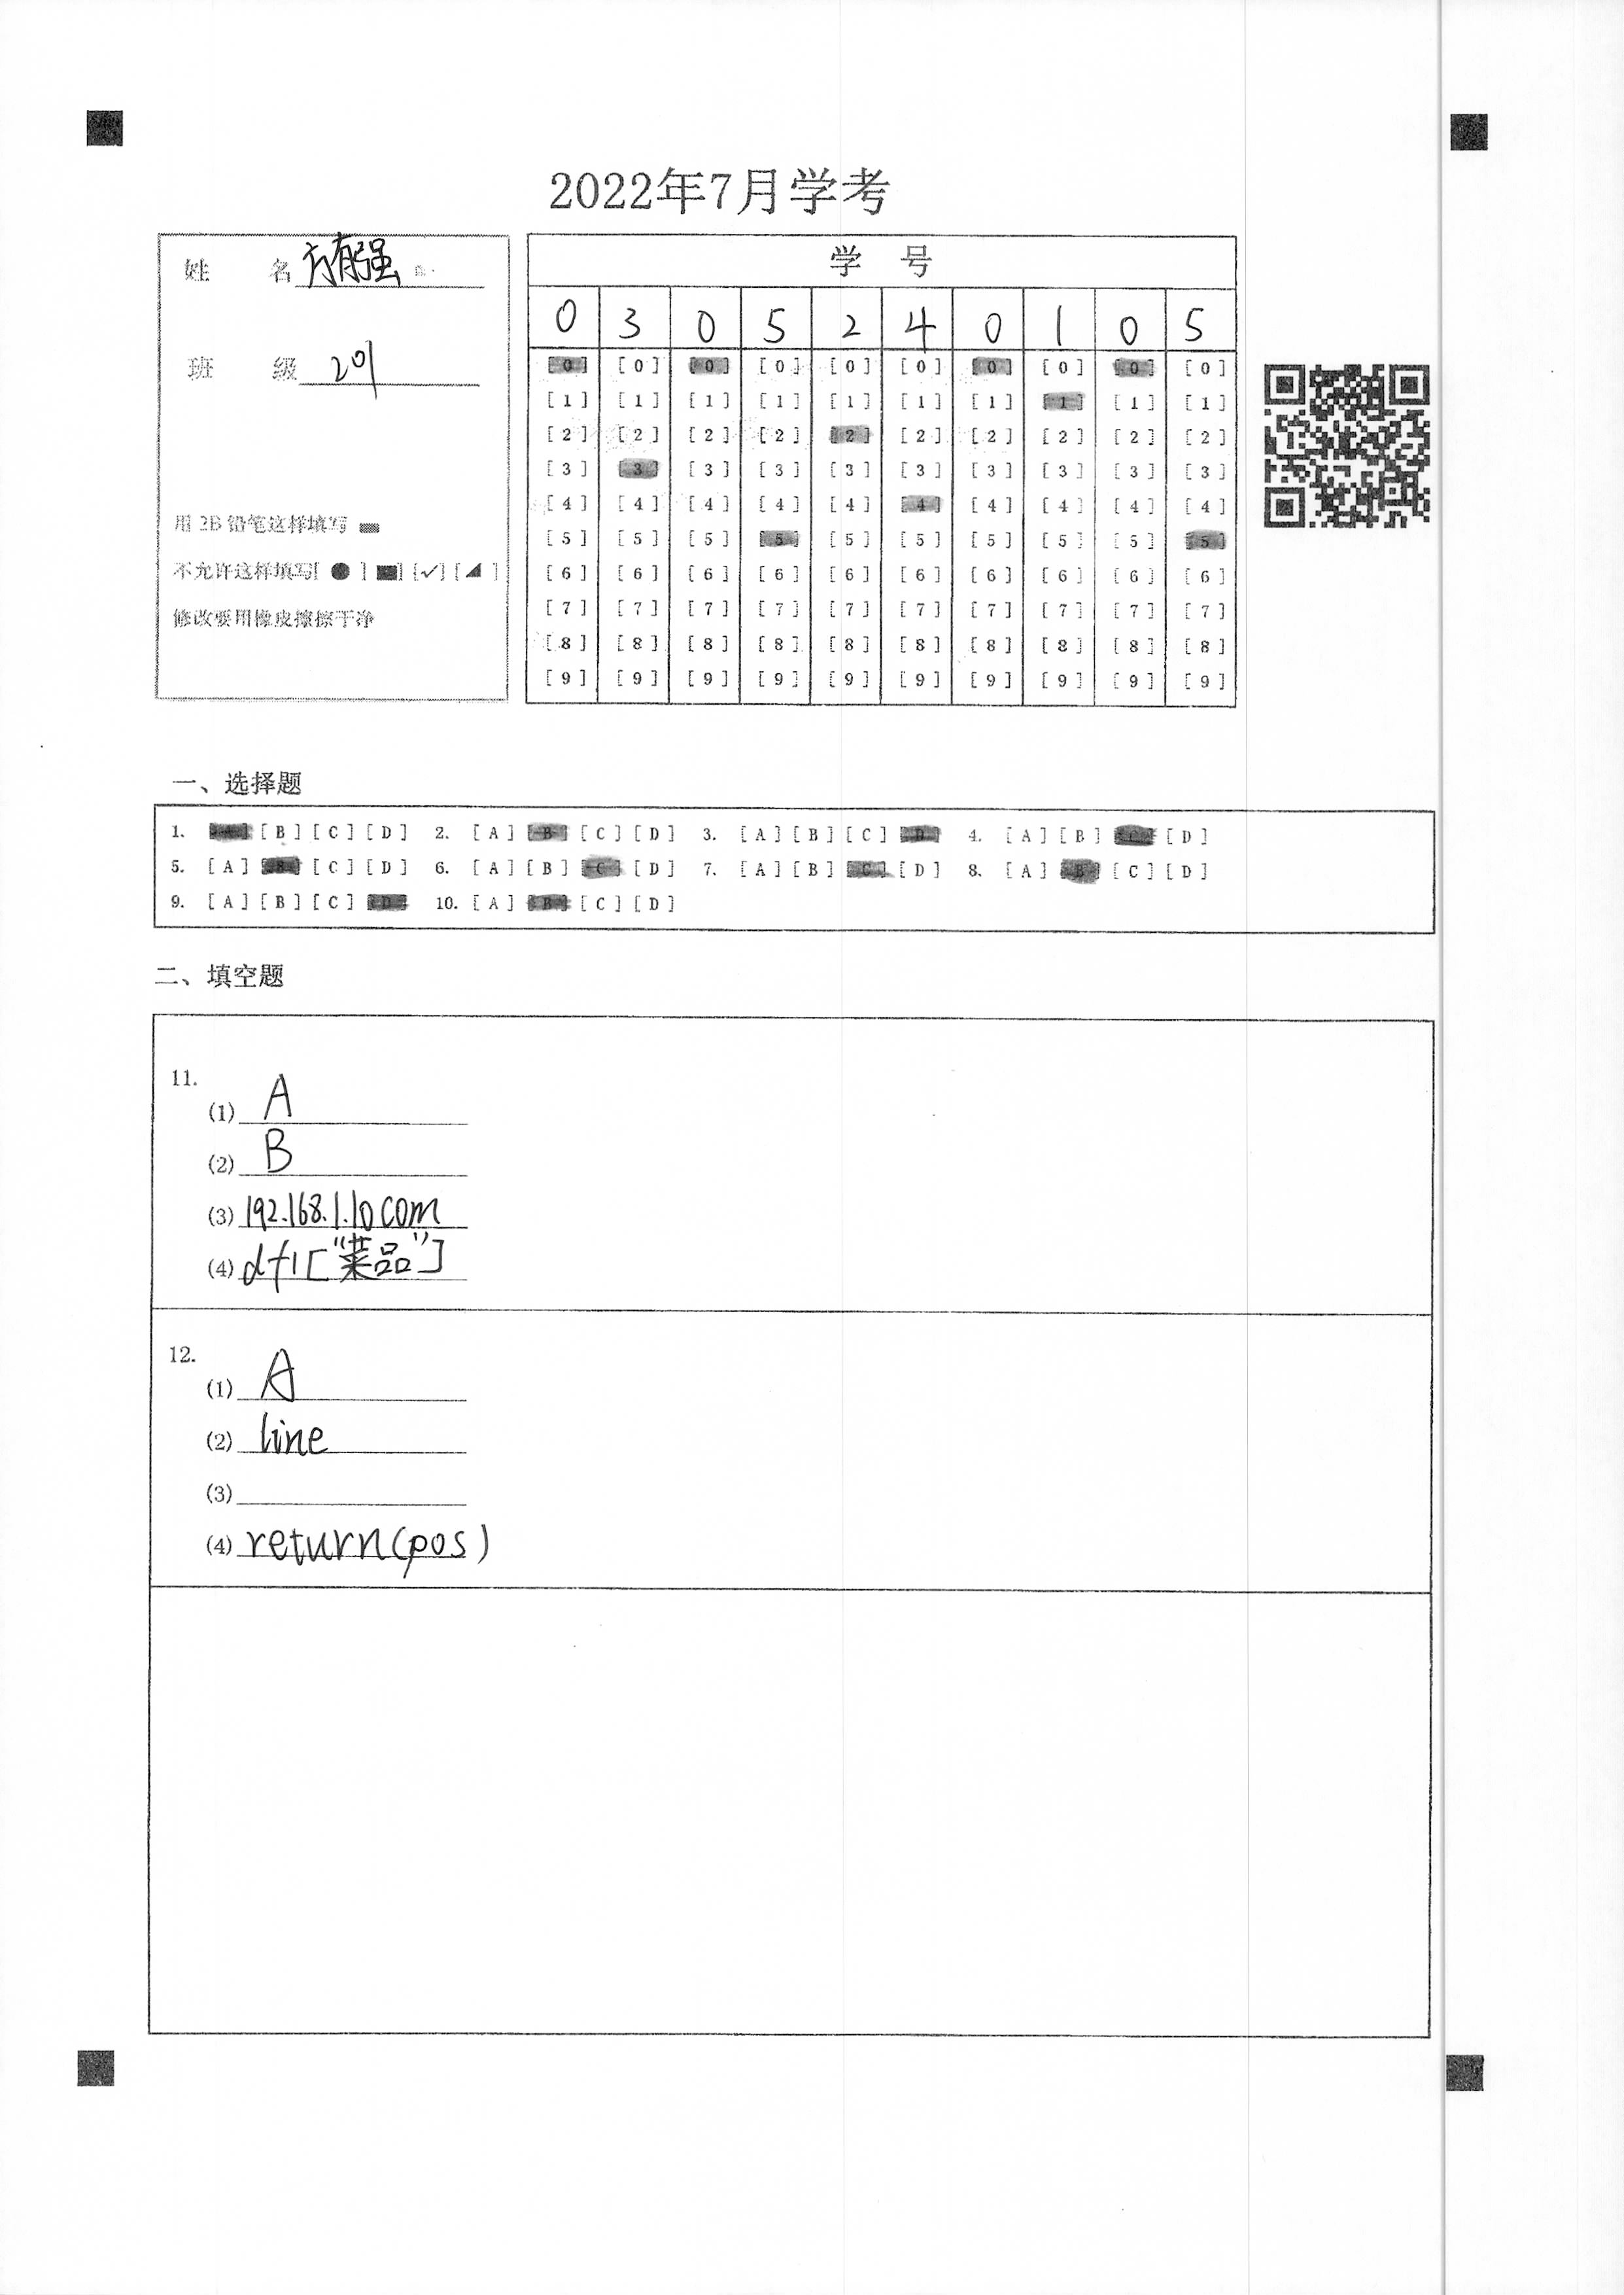 2022年7月学考
姓 名 方有强
班 级 201
用 2B 铅笔这样填写
不允许这样填写[ ● ] [■] [✓] [◢ ]
修改要用橡皮擦擦干净
学 号
0 3 0 5 2 4 0 1 0 5
[0] [0] [0] [0] [0] [0] [0] [0] [0] [0]
[1] [1] [1] [1] [1] [1] [1] [1] [1] [1]
[2] [2] [2] [2] [2] [2] [2] [2] [2] [2]
[3] [3] [3] [3] [3] [3] [3] [3] [3] [3]
[4] [4] [4] [4] [4] [4] [4] [4] [4] [4]
[5] [5] [5] [5] [5] [5] [5] [5] [5] [5]
[6] [6] [6] [6] [6] [6] [6] [6] [6] [6]
[7] [7] [7] [7] [7] [7] [7] [7] [7] [7]
[8] [8] [8] [8] [8] [8] [8] [8] [8] [8]
[9] [9] [9] [9] [9] [9] [9] [9] [9] [9]
一、选择题
1. [A] [B] [C] [D] 2. [A] [B] [C] [D] 3. [A] [B] [C] [D] 4. [A] [B] [C] [D]
5. [A] [B] [C] [D] 6. [A] [B] [C] [D] 7. [A] [B] [C] [D] 8. [A] [B] [C] [D]
9. [A] [B] [C] [D] 10. [A] [B] [C] [D]
二、填空题
11.
(1) A
(2) B
(3) 192.168.1.10 com
(4) df1["菜品"]
12.
(1) A
(2) line
(3)
(4) return(pos)